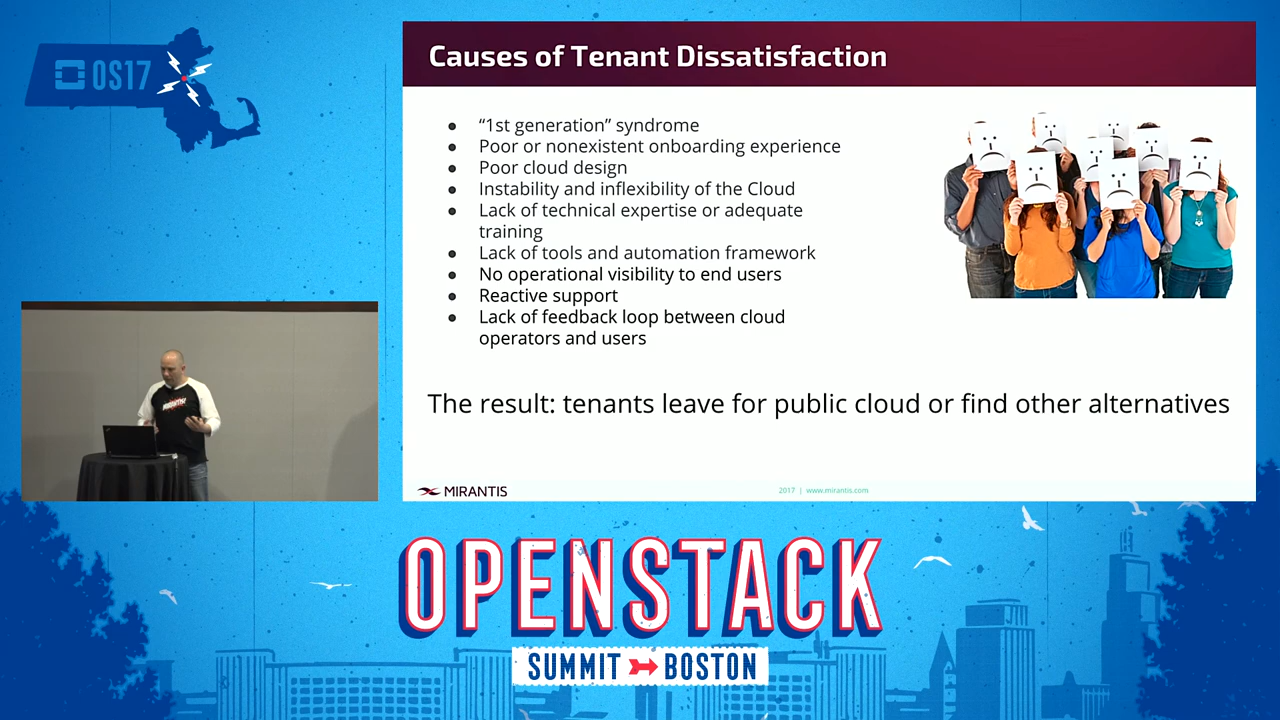 OS17
Causes of Tenant Dissatisfaction
● “1st generation” syndrome
● Poor or nonexistent onboarding experience
● Poor cloud design
● Instability and inflexibility of the Cloud
● Lack of technical expertise or adequate
training
● Lack of tools and automation framework
● No operational visibility to end users
● Reactive support
● Lack of feedback loop between cloud
operators and users
The result: tenants leave for public cloud or find other alternatives
MIRANTIS
2017 | www.mirantis.com
OPENSTACK
SUMMIT BOSTON